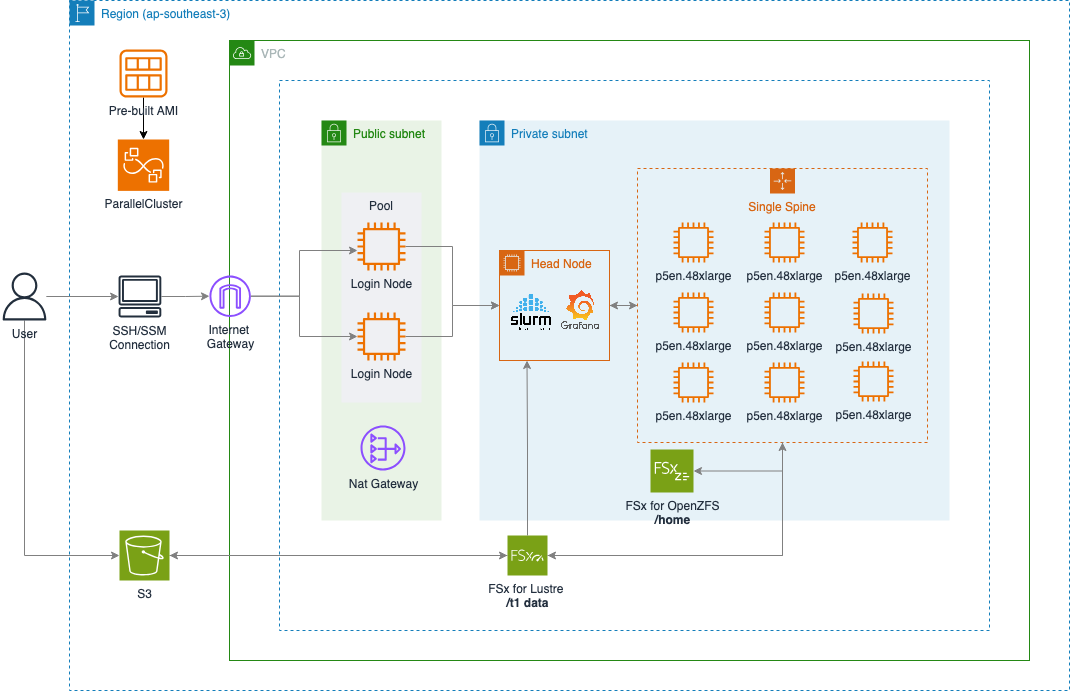 Region (ap-southeast-3)
VPC
Pre-built AMI
ParallelCluster
Public subnet
Private subnet
Pool
Login Node
Login Node
Nat Gateway
Head Node
slurm
Grafana
Single Spine
p5en.48xlarge
p5en.48xlarge
p5en.48xlarge
p5en.48xlarge
p5en.48xlarge
p5en.48xlarge
p5en.48xlarge
p5en.48xlarge
p5en.48xlarge
User
SSH/SSM
Connection
Internet
Gateway
FSx
FSx for OpenZFS
/home
S3
FSx
FSx for Lustre
/t1 data